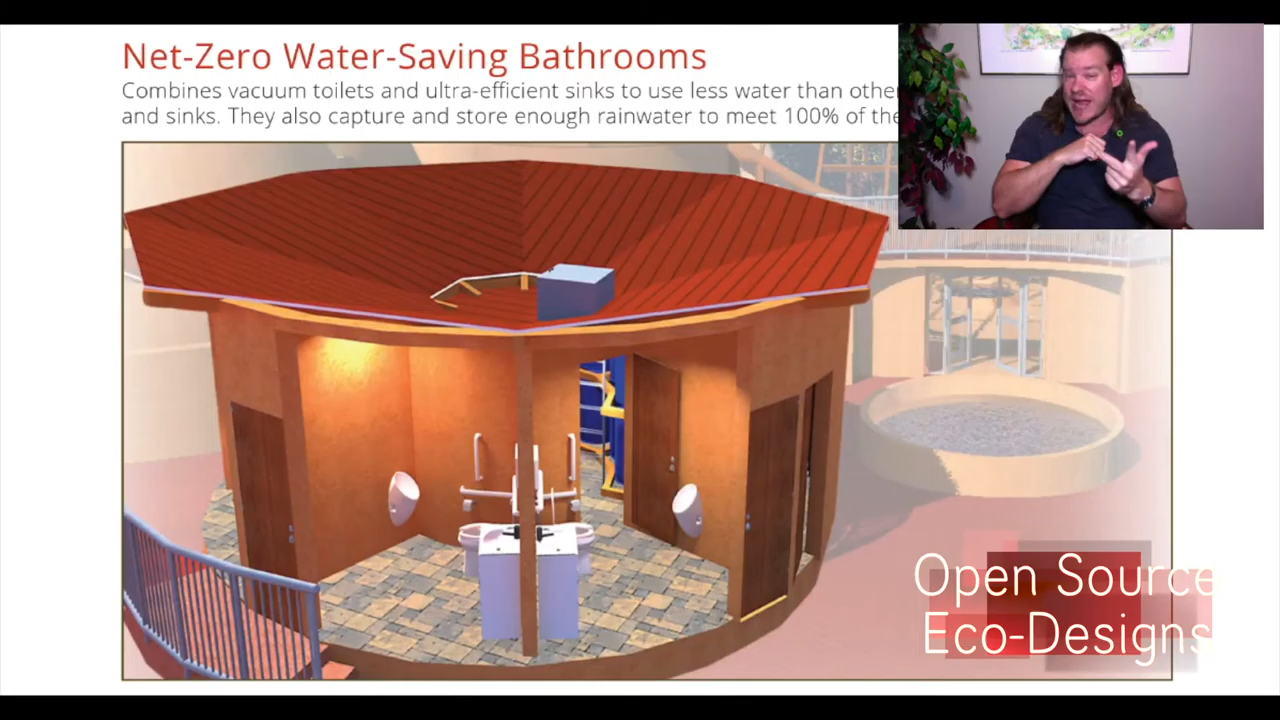 Net-Zero Water-Saving Bathrooms
Combines vacuum toilets and ultra-efficient sinks to use less water than other
and sinks. They also capture and store enough rainwater to meet 100% of the
Open Source
Eco-Designs